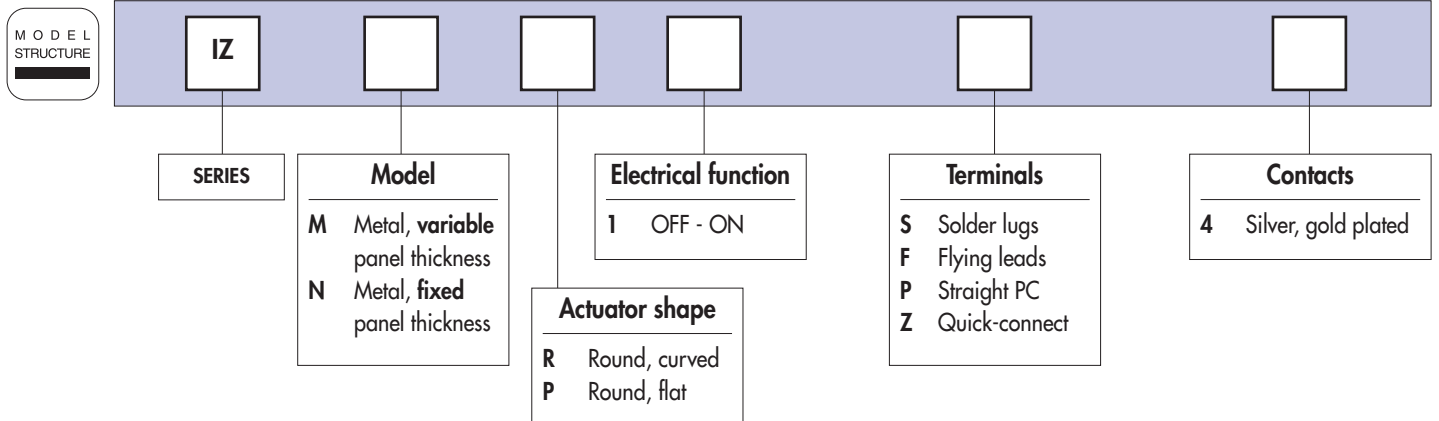 MODEL
STRUCTURE
IZ
SERIES
Model
M Metal, variable
panel thickness
N Metal, fixed
panel thickness
Actuator shape
R Round, curved
P Round, flat
Electrical function
1 OFF - ON
Terminals
S Solder lugs
F Flying leads
P Straight PC
Z Quick-connect
Contacts
4 Silver, gold plated